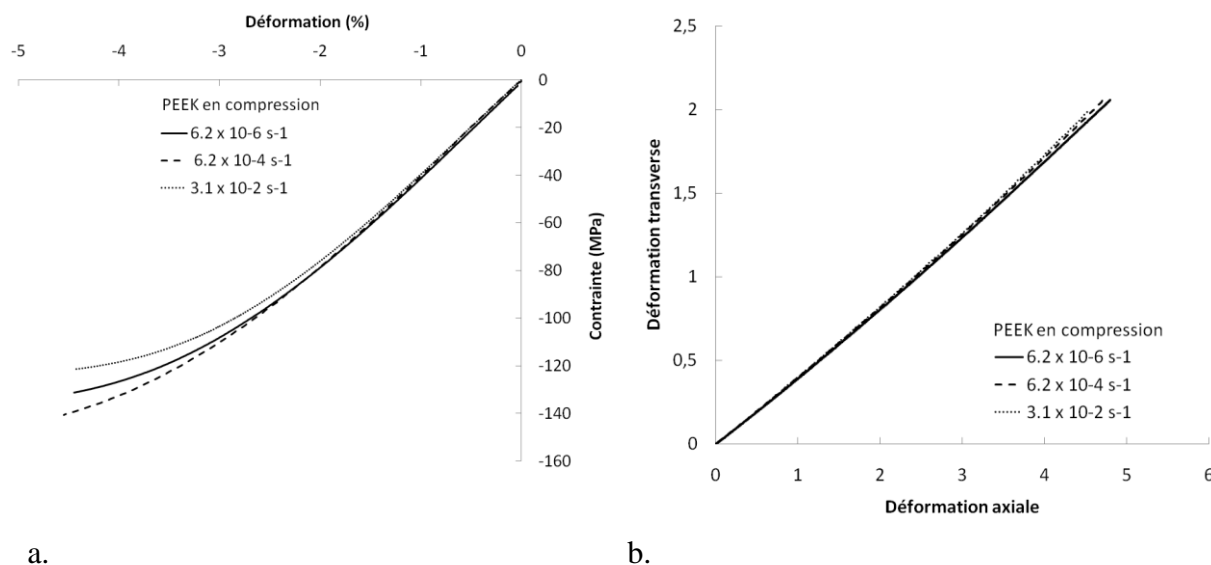 Déformation (%)
-5 -4 -3 -2 -1 0
0
-20
-40
-60
-80
-100
-120
-140
-160
Contrainte (MPa)
PEEK en compression
6.2 x 10-6 s-1
6.2 x 10-4 s-1
3.1 x 10-2 s-1
a.
2,5
2
1,5
1
0,5
0
Déformation transverse
PEEK en compression
6.2 x 10-6 s-1
6.2 x 10-4 s-1
3.1 x 10-2 s-1
0 1 2 3 4 5 6
Déformation axiale
b.